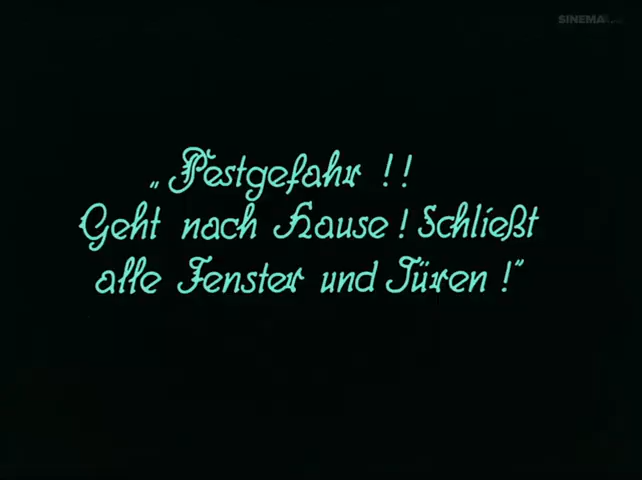 SINEMA
„Pestgefahr !!
Geht nach Hause! Schließt
alle Fenster und Türen!“